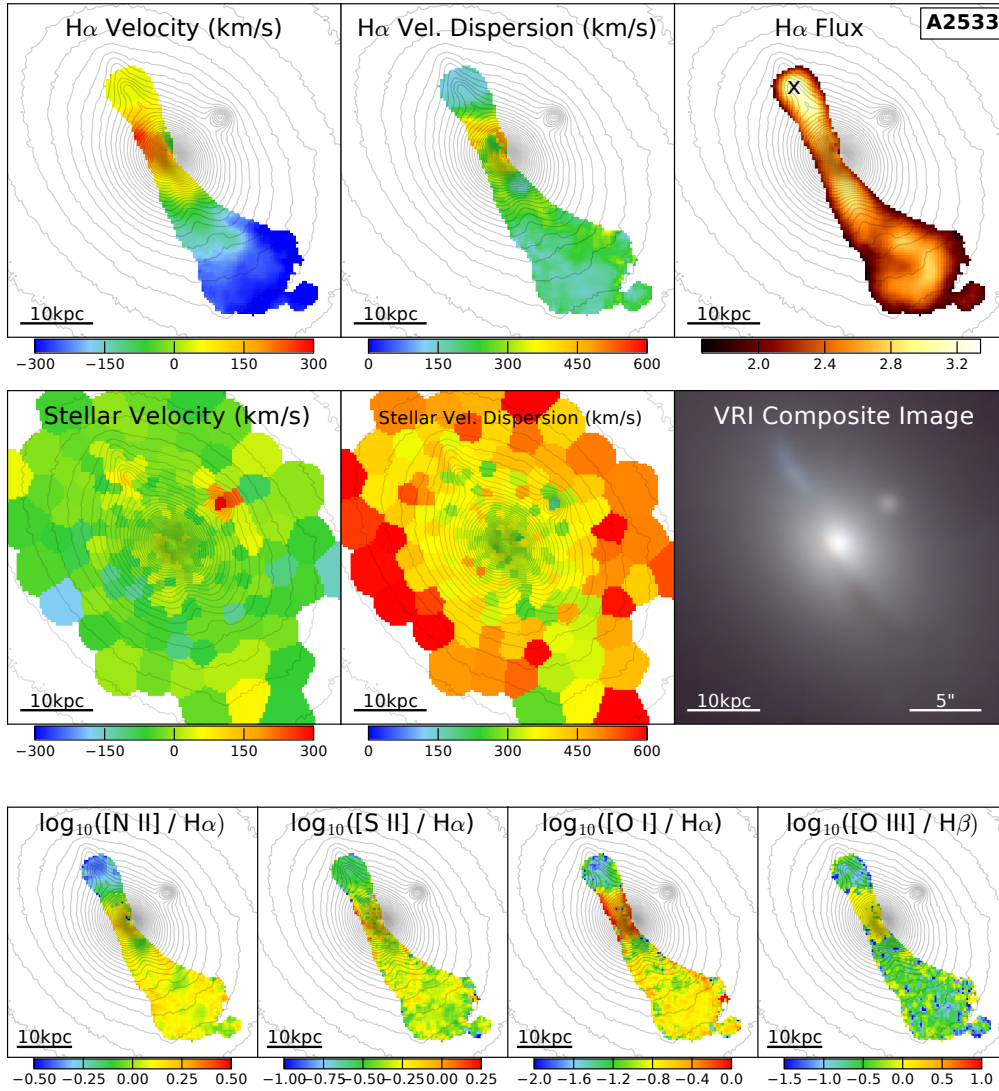 Hα Velocity (km/s)
Hα Vel. Dispersion (km/s)
Hα Flux
A2533
x
10kpc
10kpc
10kpc
−300 −150 0 150 300
0 150 300 450 600
2.0 2.4 2.8 3.2
Stellar Velocity (km/s)
Stellar Vel. Dispersion (km/s)
VRI Composite Image
10kpc
10kpc
10kpc
5"
−300 −150 0 150 300
0 150 300 450 600
log₁₀([N II] / Hα)
log₁₀([S II] / Hα)
log₁₀([O I] / Hα)
log₁₀([O III] / Hβ)
10kpc
10kpc
10kpc
10kpc
−0.50 −0.25 0.00 0.25 0.50
−1.00 −0.75 −0.50 −0.25 0.00 0.25
−2.0 −1.6 −1.2 −0.8 −0.4 0.0
−1.5 −1.0 −0.5 0.0 0.5 1.0